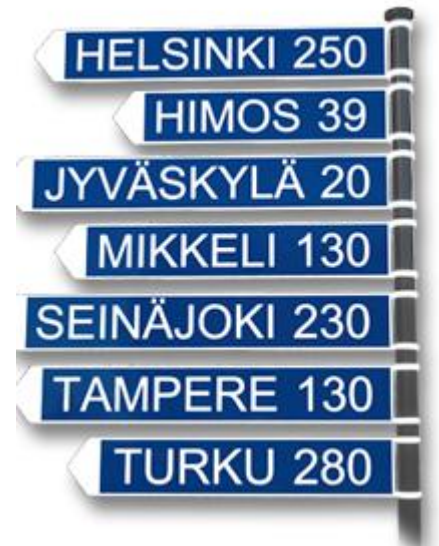 HELSINKI 250
HIMOS 39
JYVÄSKYLÄ 20
MIKKELI 130
SEINÄJOKI 230
TAMPERE 130
TURKU 280